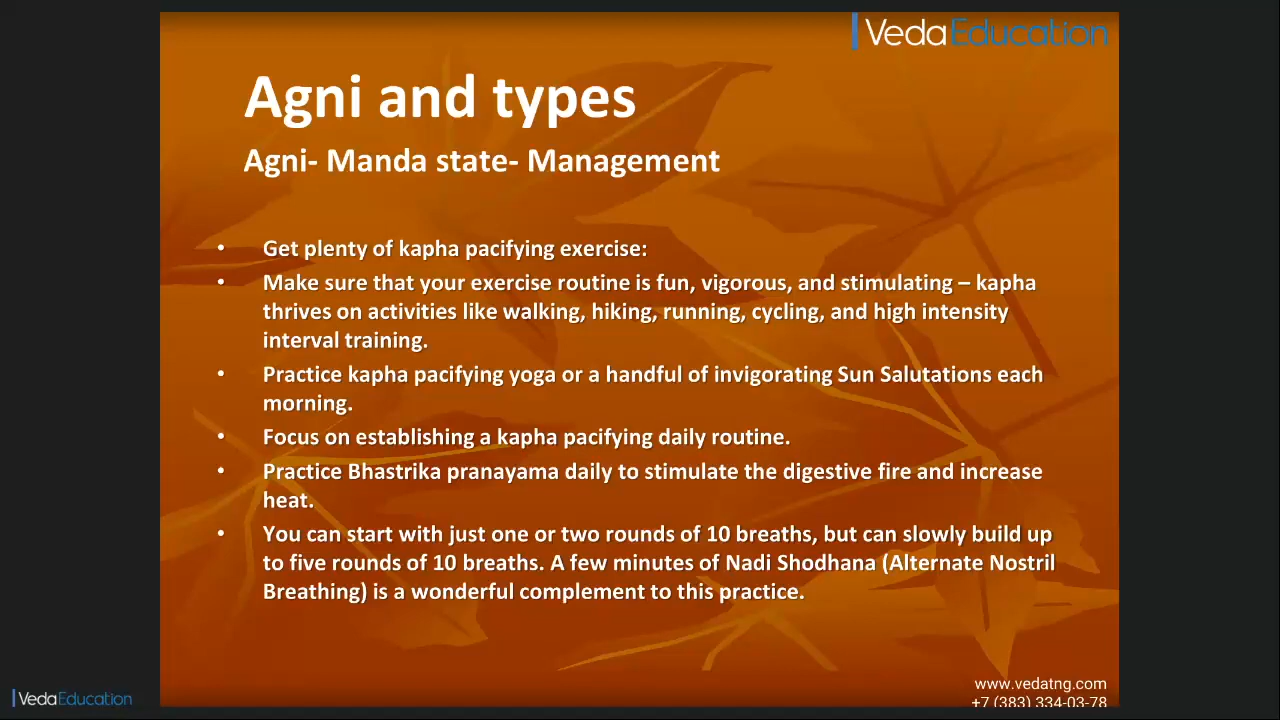 VedaEducation
Agni and types
Agni- Manda state- Management
• Get plenty of kapha pacifying exercise:
• Make sure that your exercise routine is fun, vigorous, and stimulating – kapha
thrives on activities like walking, hiking, running, cycling, and high intensity
interval training.
• Practice kapha pacifying yoga or a handful of invigorating Sun Salutations each
morning.
• Focus on establishing a kapha pacifying daily routine.
• Practice Bhastrika pranayama daily to stimulate the digestive fire and increase
heat.
• You can start with just one or two rounds of 10 breaths, but can slowly build up
to five rounds of 10 breaths. A few minutes of Nadi Shodhana (Alternate Nostril
Breathing) is a wonderful complement to this practice.
www.vedatng.com
+7 (383) 334-03-78
VedaEducation